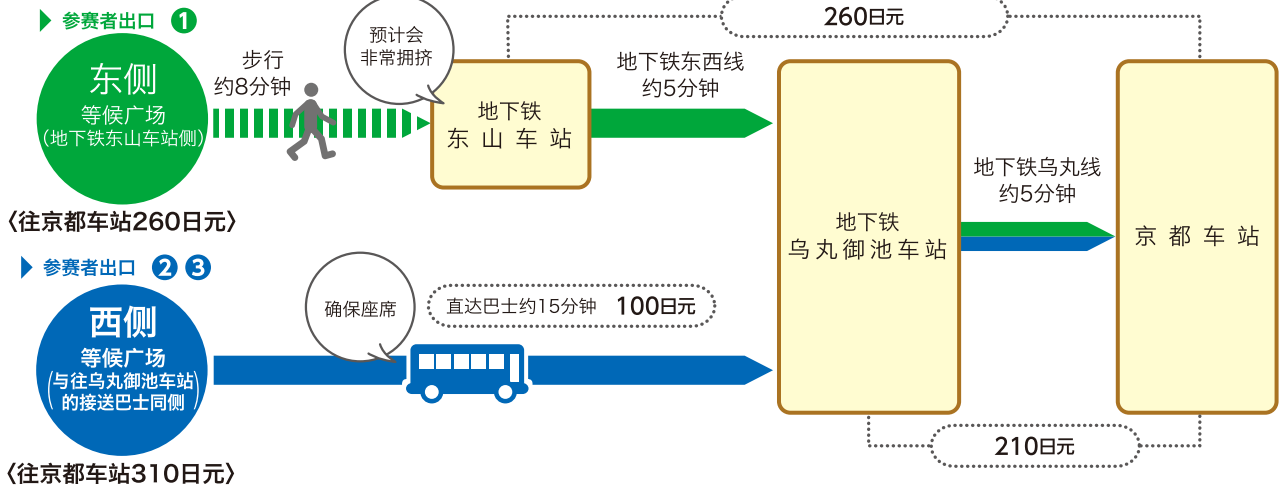 参赛者出口 1
东侧
等候广场
(地下铁东山车站侧)
〈往京都车站260日元〉
步行
约8分钟
预计会
非常拥挤
地下铁
东山车站
地下铁东西线
约5分钟
260日元
地下铁
乌丸御池车站
地下铁乌丸线
约5分钟
京都车站
参赛者出口 2 3
西侧
等候广场
(与往乌丸御池车站
的接送巴士同侧)
〈往京都车站310日元〉
确保座席
直达巴士约15分钟 100日元
210日元